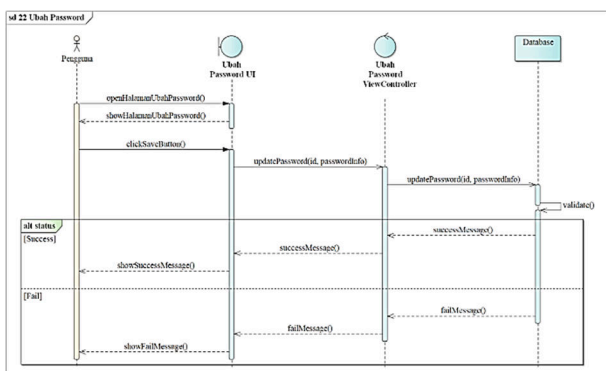 sd 22 Ubah Password
Pengguna
Ubah
Password UI
Ubah
Password
ViewController
Database
openHalamanUbahPassword()
showHalamanUbahPassword()
clickSaveButton()
updatePassword(id, passwordInfo)
updatePassword(id, passwordInfo)
validate()
alt status
[Success]
successMessage()
successMessage()
showSuccessMessage()
[Fail]
failMessage()
failMessage()
showFailMessage()